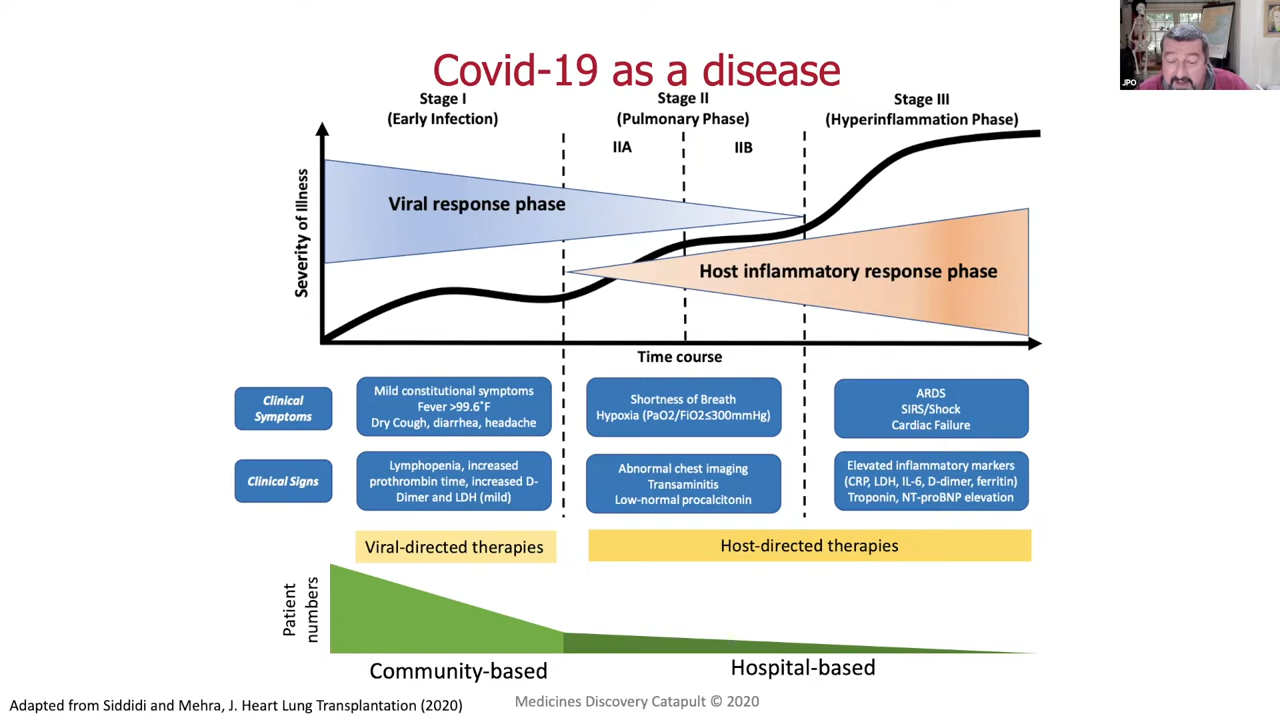 Covid-19 as a disease
JPO
Stage I
(Early Infection)
Stage II
(Pulmonary Phase)
Stage III
(Hyperinflammation Phase)
IIA
IIB
Severity of Illness
Viral response phase
Host inflammatory response phase
Time course
Clinical
Symptoms
Mild constitutional symptoms
Fever >99.6°F
Dry Cough, diarrhea, headache
Shortness of Breath
Hypoxia (PaO2/FiO2≤300mmHg)
ARDS
SIRS/Shock
Cardiac Failure
Clinical Signs
Lymphopenia, increased
prothrombin time, increased D-
Dimer and LDH (mild)
Abnormal chest imaging
Transaminitis
Low-normal procalcitonin
Elevated inflammatory markers
(CRP, LDH, IL-6, D-dimer, ferritin)
Troponin, NT-proBNP elevation
Viral-directed therapies
Host-directed therapies
Patient
numbers
Community-based
Hospital-based
Adapted from Siddidi and Mehra, J. Heart Lung Transplantation (2020)
Medicines Discovery Catapult © 2020